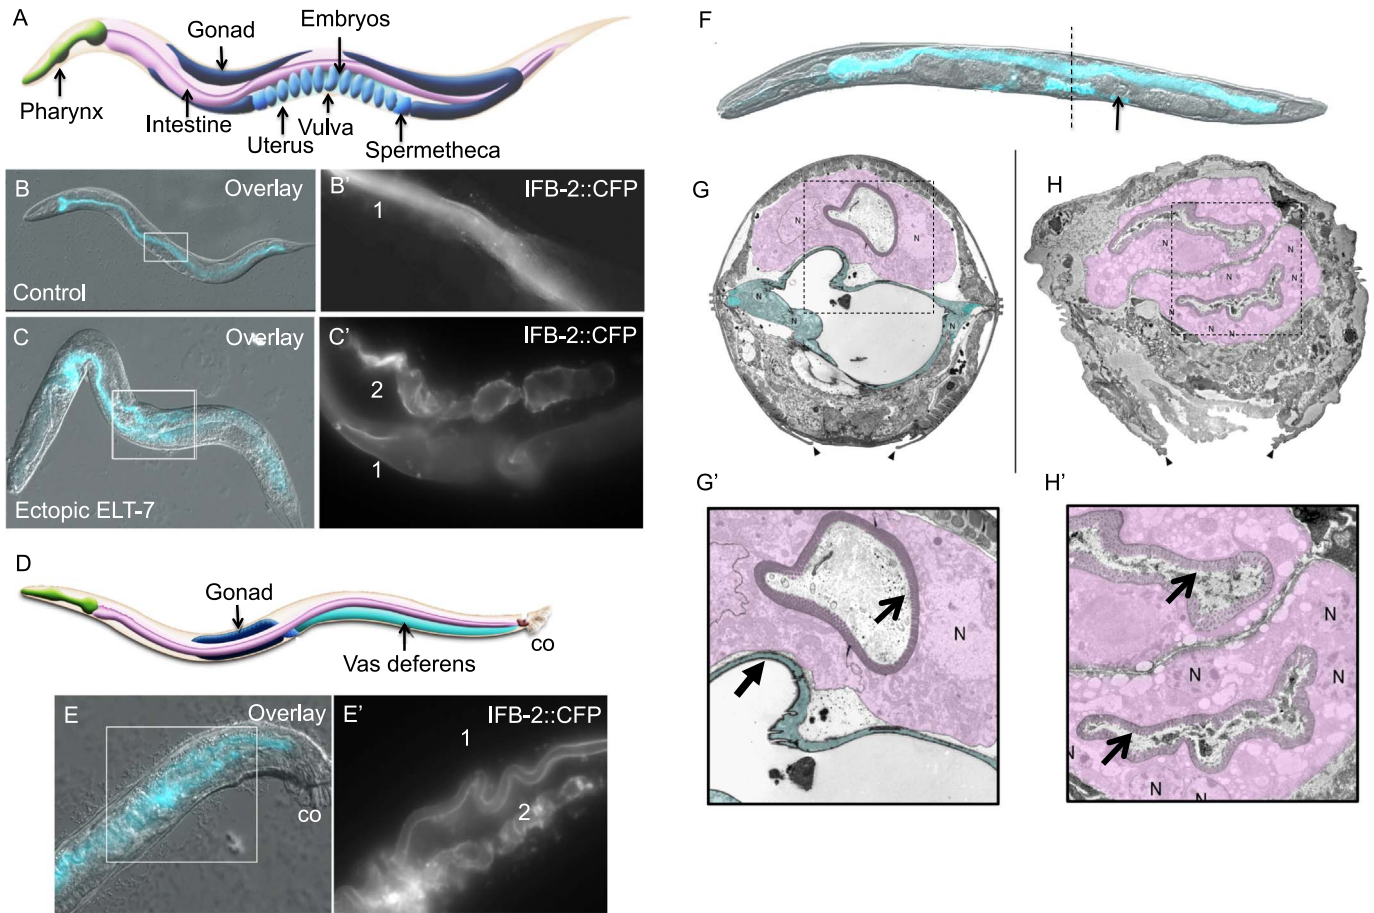 A
Gonad
Embryos
Pharynx
Intestine
Uterus
Vulva
Spermetheca
B
Overlay
Control
B'
IFB-2::CFP
1
C
Overlay
Ectopic ELT-7
C'
IFB-2::CFP
2
1
D
Gonad
Vas deferens
co
E
Overlay
co
E'
IFB-2::CFP
1
2
F
G
N
N
N
N
N
H
N
N
N
N
N
N
G'
N
H'
N
N
N
N
N